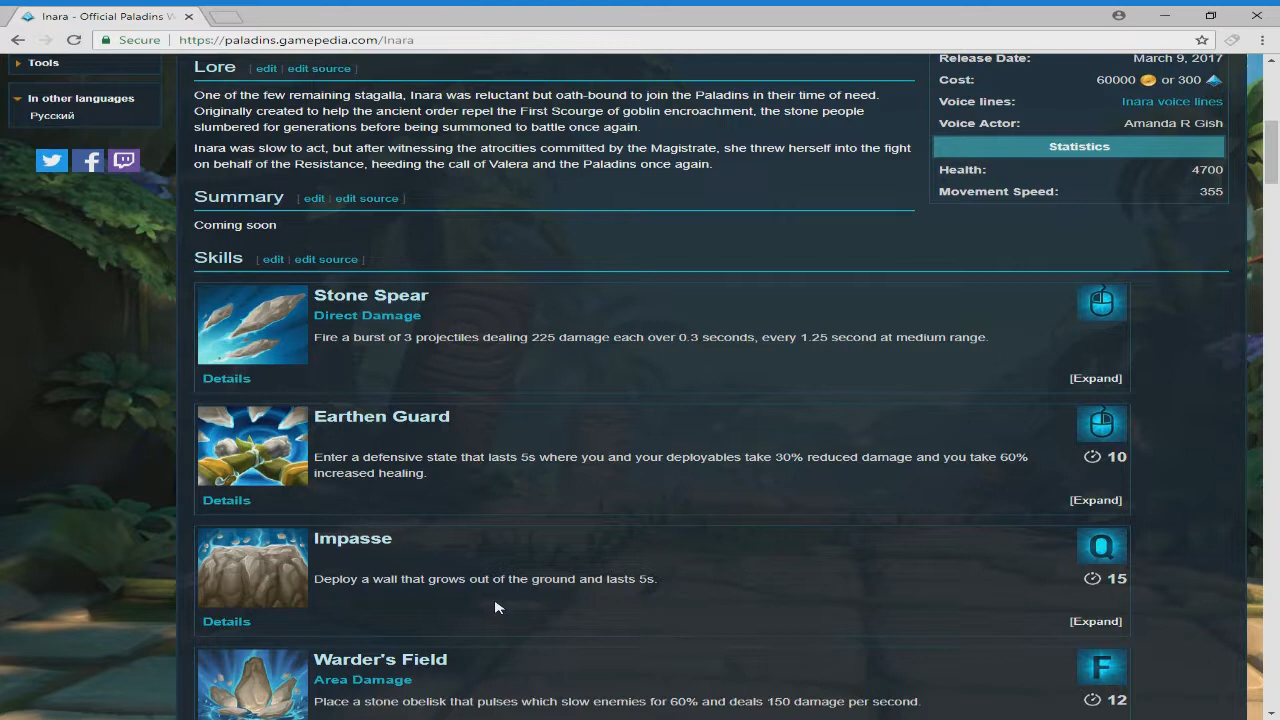 Inara - Official Paladins W
Secure https://paladins.gamepedia.com/Inara
Tools
In other languages
Русский
Lore [ edit | edit source ]
One of the few remaining stagalla, Inara was reluctant but oath-bound to join the Paladins in their time of need.
Originally created to help the ancient order repel the First Scourge of goblin encroachment, the stone people
slumbered for generations before being summoned to battle once again.
Inara was slow to act, but after witnessing the atrocities committed by the Magistrate, she threw herself into the fight
on behalf of the Resistance, heeding the call of Valera and the Paladins once again.
Release Date: March 9, 2017
Cost: 60000 or 300
Voice lines: Inara voice lines
Voice Actor: Amanda R Gish
Statistics
Health: 4700
Movement Speed: 355
Summary [ edit | edit source ]
Coming soon
Skills [ edit | edit source ]
Stone Spear
Direct Damage
Fire a burst of 3 projectiles dealing 225 damage each over 0.3 seconds, every 1.25 second at medium range.
Details [Expand]
Earthen Guard
Enter a defensive state that lasts 5s where you and your deployables take 30% reduced damage and you take 60%
increased healing.
10
Details [Expand]
Impasse
Q
Deploy a wall that grows out of the ground and lasts 5s.
15
Details [Expand]
Warder's Field
F
Area Damage
Place a stone obelisk that pulses which slow enemies for 60% and deals 150 damage per second.
12